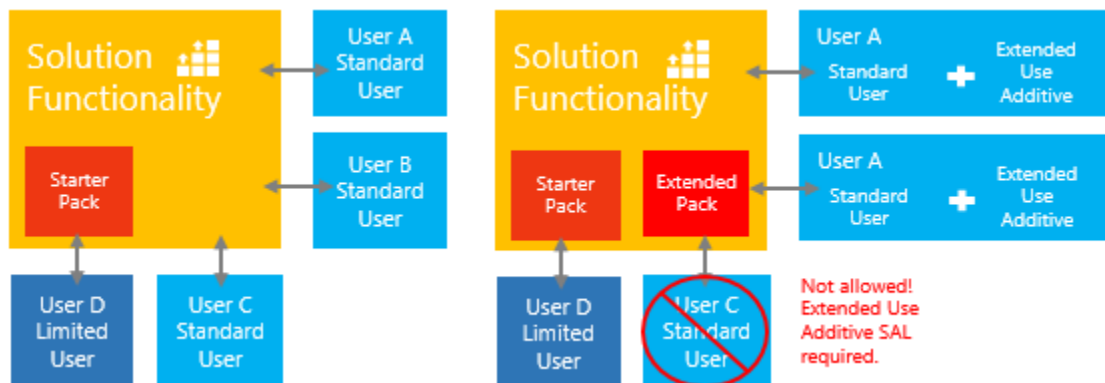 Solution
Functionality
Starter
Pack
User A
Standard
User
User B
Standard
User
User D
Limited
User
User C
Standard
User
Solution
Functionality
Starter
Pack
Extended
Pack
User A
Standard
User
Extended
Use
Additive
User A
Standard
User
Extended
Use
Additive
User D
Limited
User
User C
Standard
User
Not allowed!
Extended Use
Additive SAL
required.